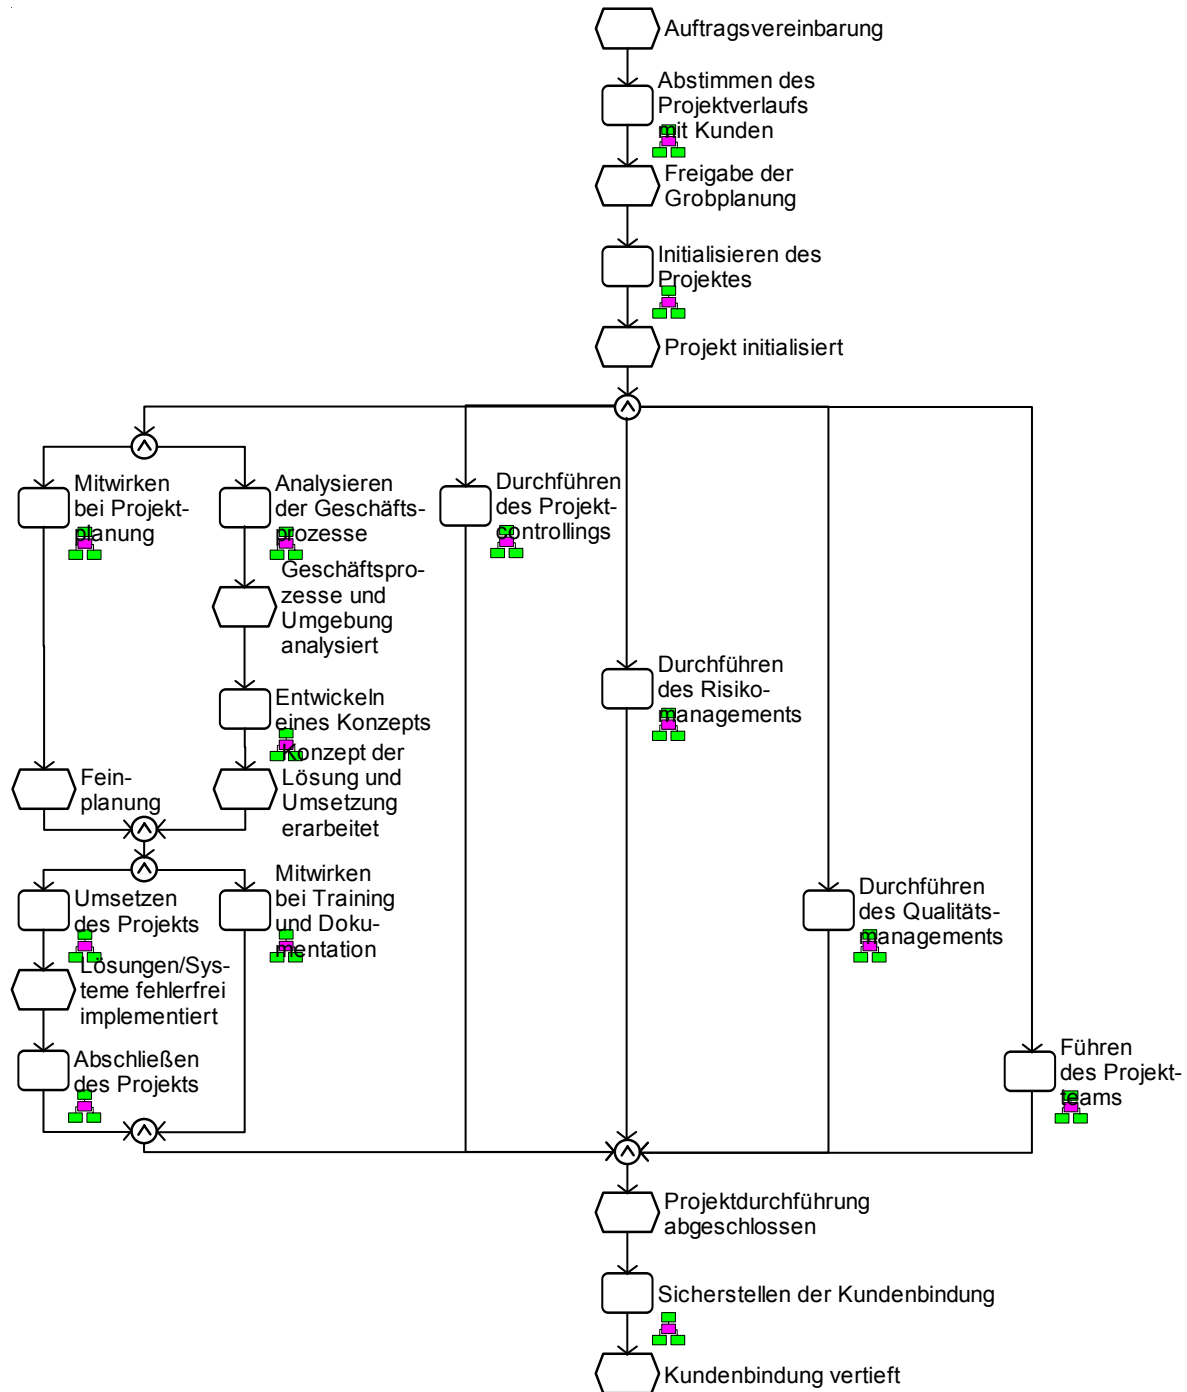 Auftragsvereinbarung
Abstimmen des
Projektverlaufs
mit Kunden
Freigabe der
Grobplanung
Initialisieren des
Projektes
Projekt initialisiert
Mitwirken
bei Projekt-
planung
Analysieren
der Geschäfts-
prozesse
Durchführen
des Projekt-
controllings
Geschäftspro-
zesse und
Umgebung
analysiert
Durchführen
des Risiko-
managements
Entwickeln
eines Konzepts
Fein-
planung
Konzept der
Lösung und
Umsetzung
erarbeitet
Umsetzen
des Projekts
Mitwirken
bei Training
und Doku-
mentation
Durchführen
des Qualitäts-
managements
Lösungen/Sys-
teme fehlerfrei
implementiert
Abschließen
des Projekts
Führen
des Projekt-
teams
Projektdurchführung
abgeschlossen
Sicherstellen der Kundenbindung
Kundenbindung vertieft